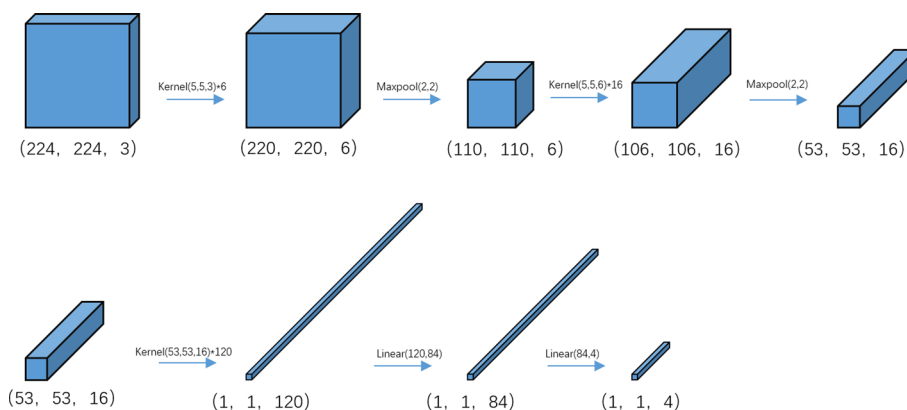 Kernel(5,5,3)*6
Maxpool(2,2)
Kernel(5,5,6)*16
Maxpool(2,2)
(224, 224, 3)
(220, 220, 6)
(110, 110, 6)
(106, 106, 16)
(53, 53, 16)
Kernel(53,53,16)*120
Linear(120,84)
Linear(84,4)
(53, 53, 16)
(1, 1, 120)
(1, 1, 84)
(1, 1, 4)